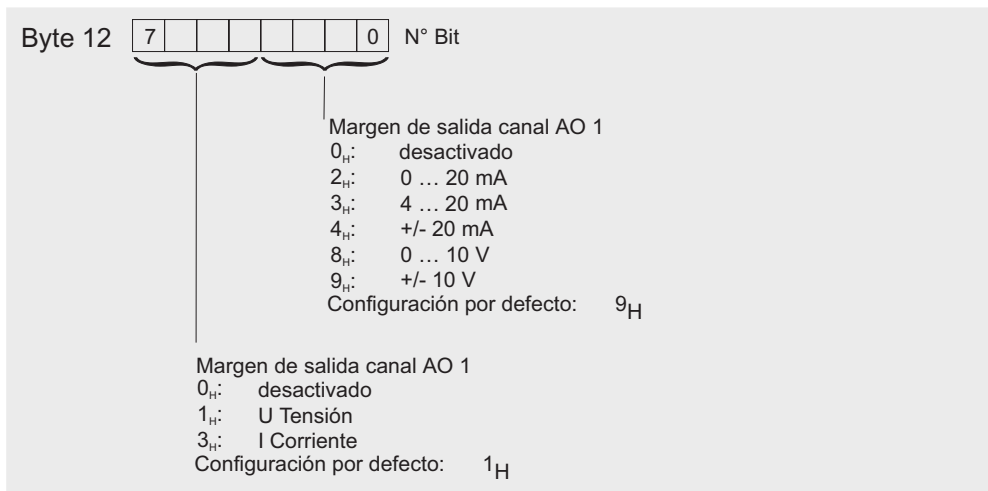 Byte 12 7 0 N° Bit
Margen de salida canal AO 1
0H: desactivado
2H: 0 … 20 mA
3H: 4 … 20 mA
4H: +/- 20 mA
8H: 0 … 10 V
9H: +/- 10 V
Configuración por defecto: 9H
Margen de salida canal AO 1
0H: desactivado
1H: U Tensión
3H: I Corriente
Configuración por defecto: 1H